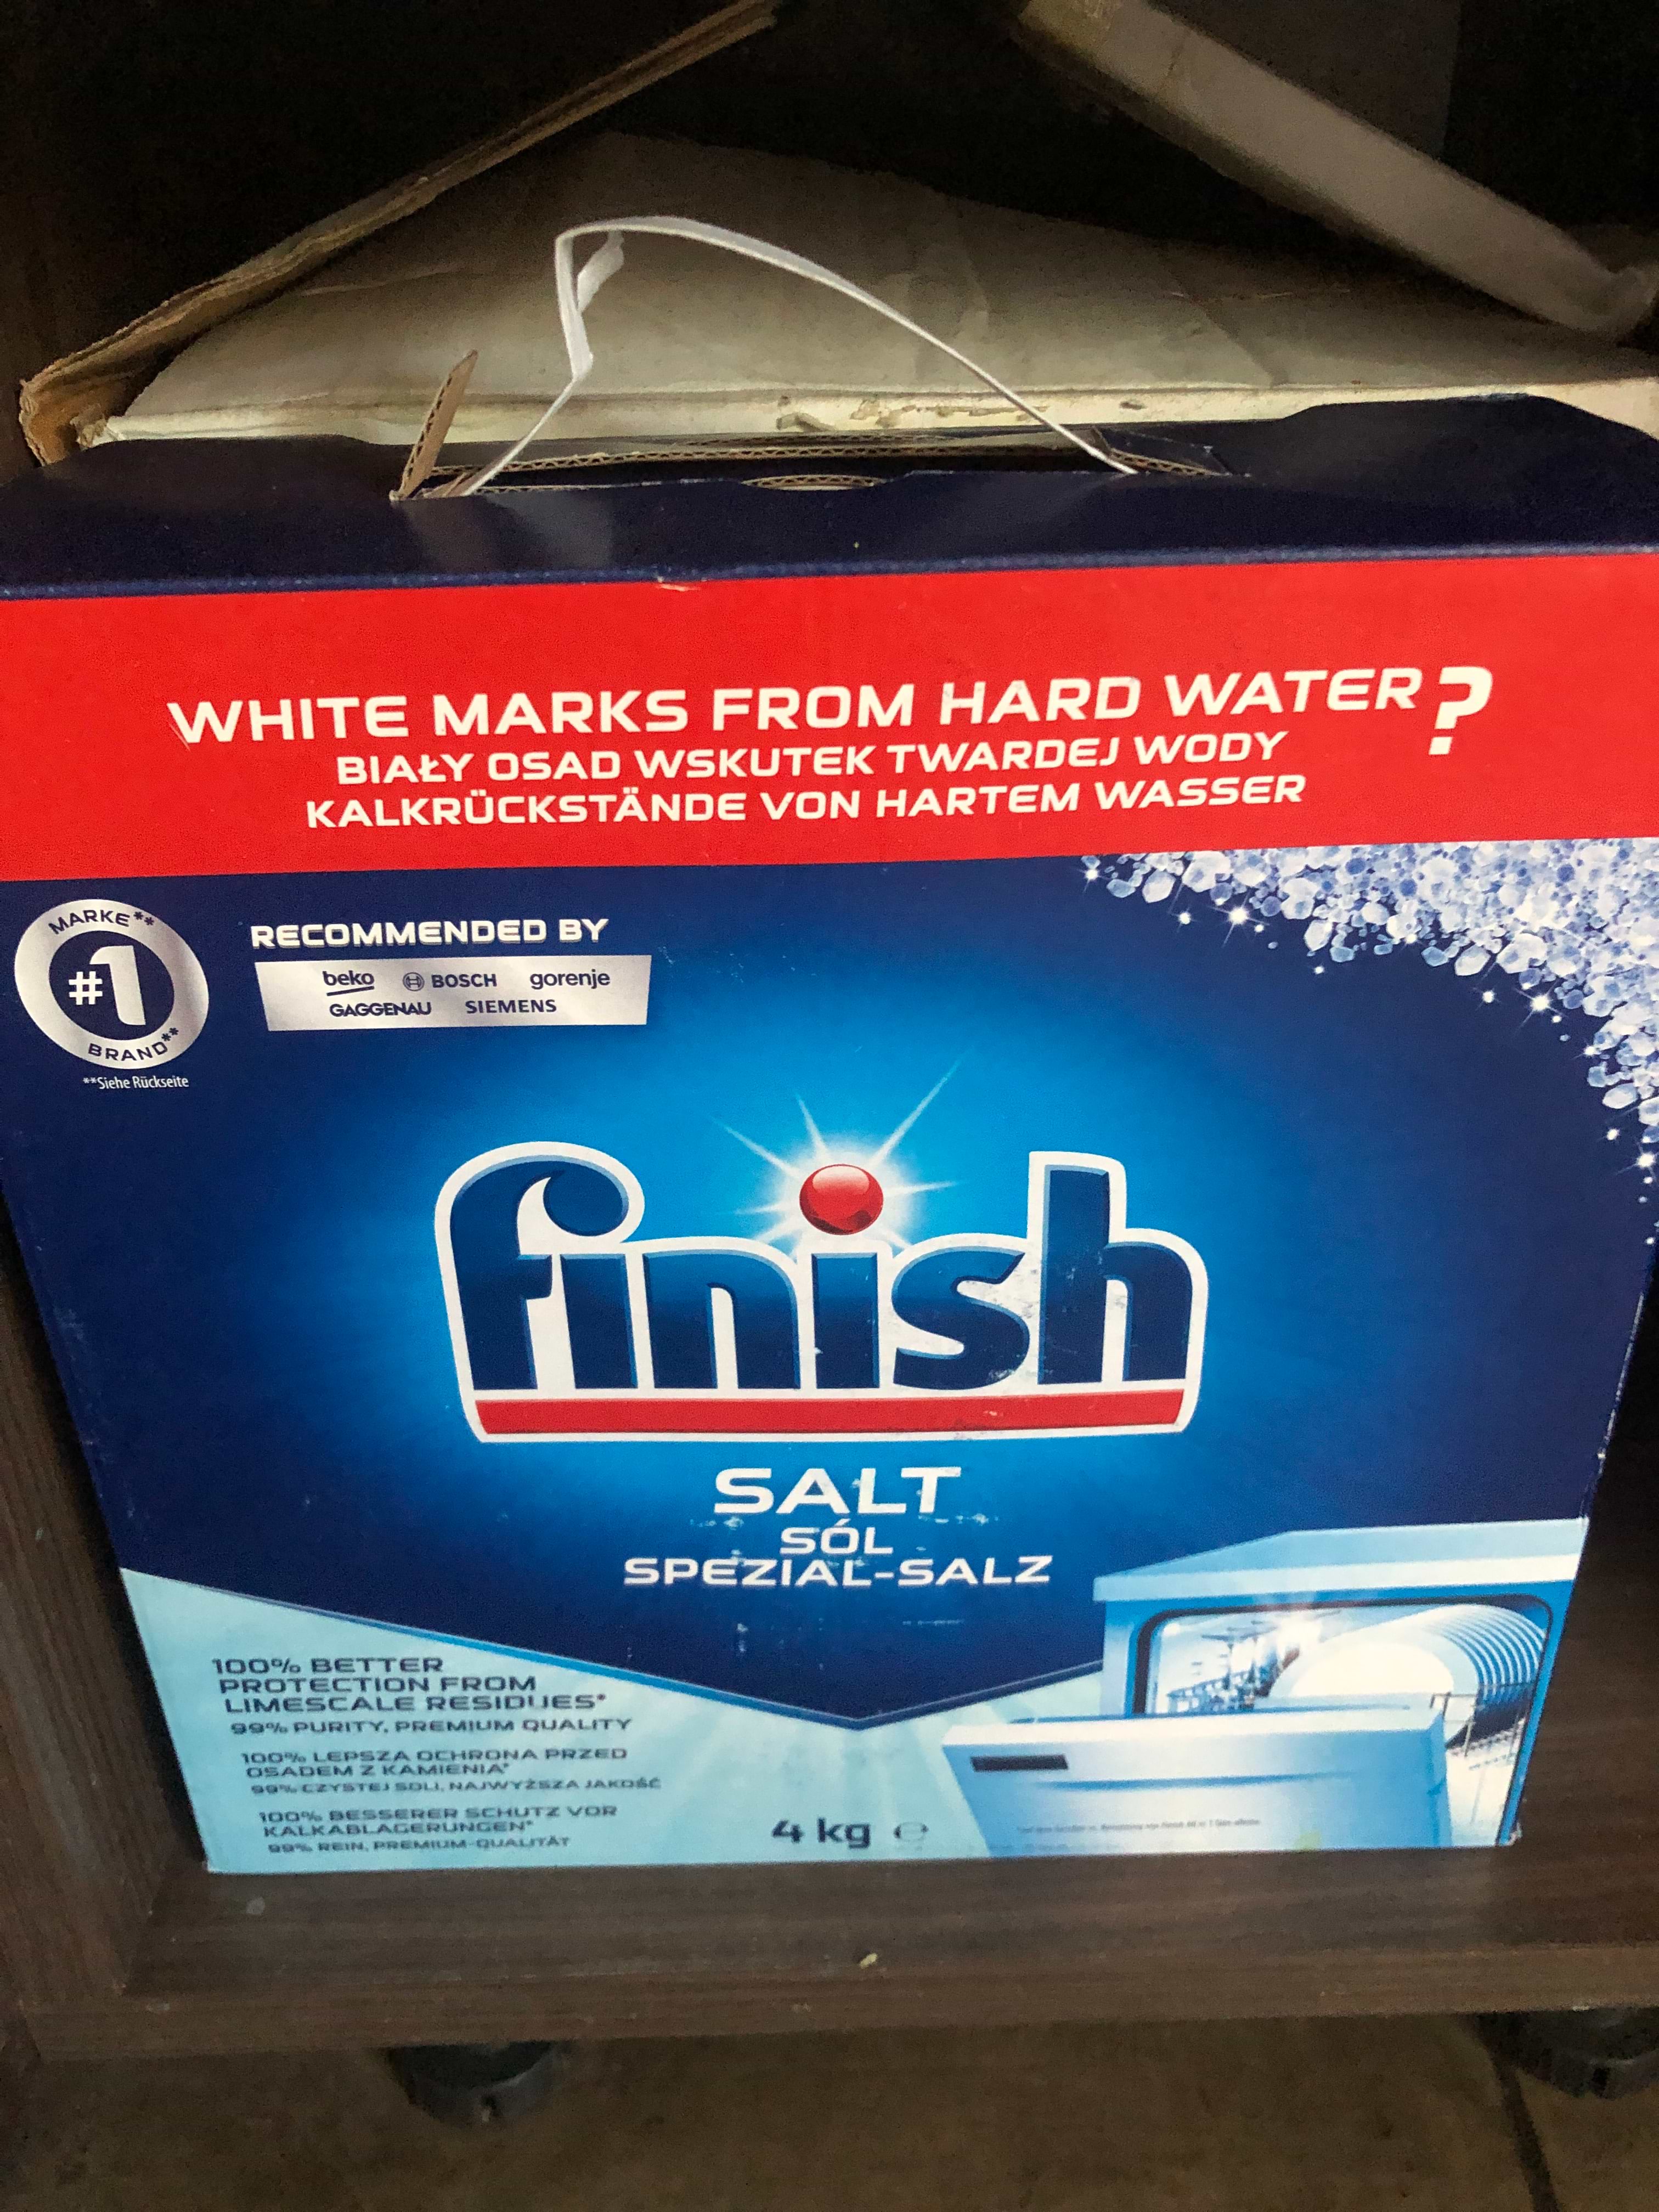 WHITE MARKS FROM HARD WATER?
BIAŁY OSAD WSKUTEK TWARDEJ WODY
KALKRÜCKSTÄNDE VON HARTEM WASSER
MARKE**
#1
BRAND**
**Siehe Rückseite
RECOMMENDED BY
beko BOSCH gorenje
GAGGENAU SIEMENS
finish
SALT
SÓL
SPEZIAL-SALZ
100% BETTER
PROTECTION FROM
LIMESCALE RESIDUES*
99% PURITY, PREMIUM QUALITY
100% LEPSZA OCHRONA PRZED
OSADEM Z KAMIENIA*
99% CZYSTEJ SOLI, NAJWYŻSZA JAKOŚĆ
100% BESSERER SCHUTZ VOR
KALKABLAGERUNGEN*
99% REIN, PREMIUM-QUALITÄT
4 kg ℮